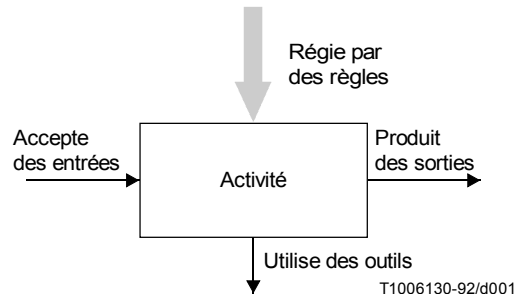 Régie par
des règles
Accepte
des entrées
Activité
Produit
des sorties
Utilise des outils
T1006130-92/d001